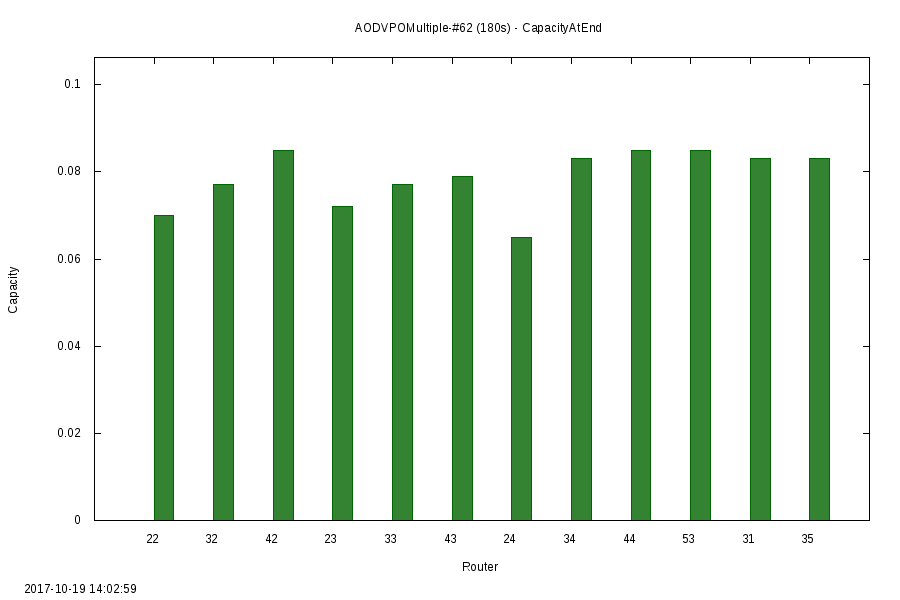 AODVPOMultiple-#62 (180s) - CapacityAtEnd
0.1
0.08
0.06
0.04
0.02
0
Capacity
22 32 42 23 33 43 24 34 44 53 31 35
Router
2017-10-19 14:02:59